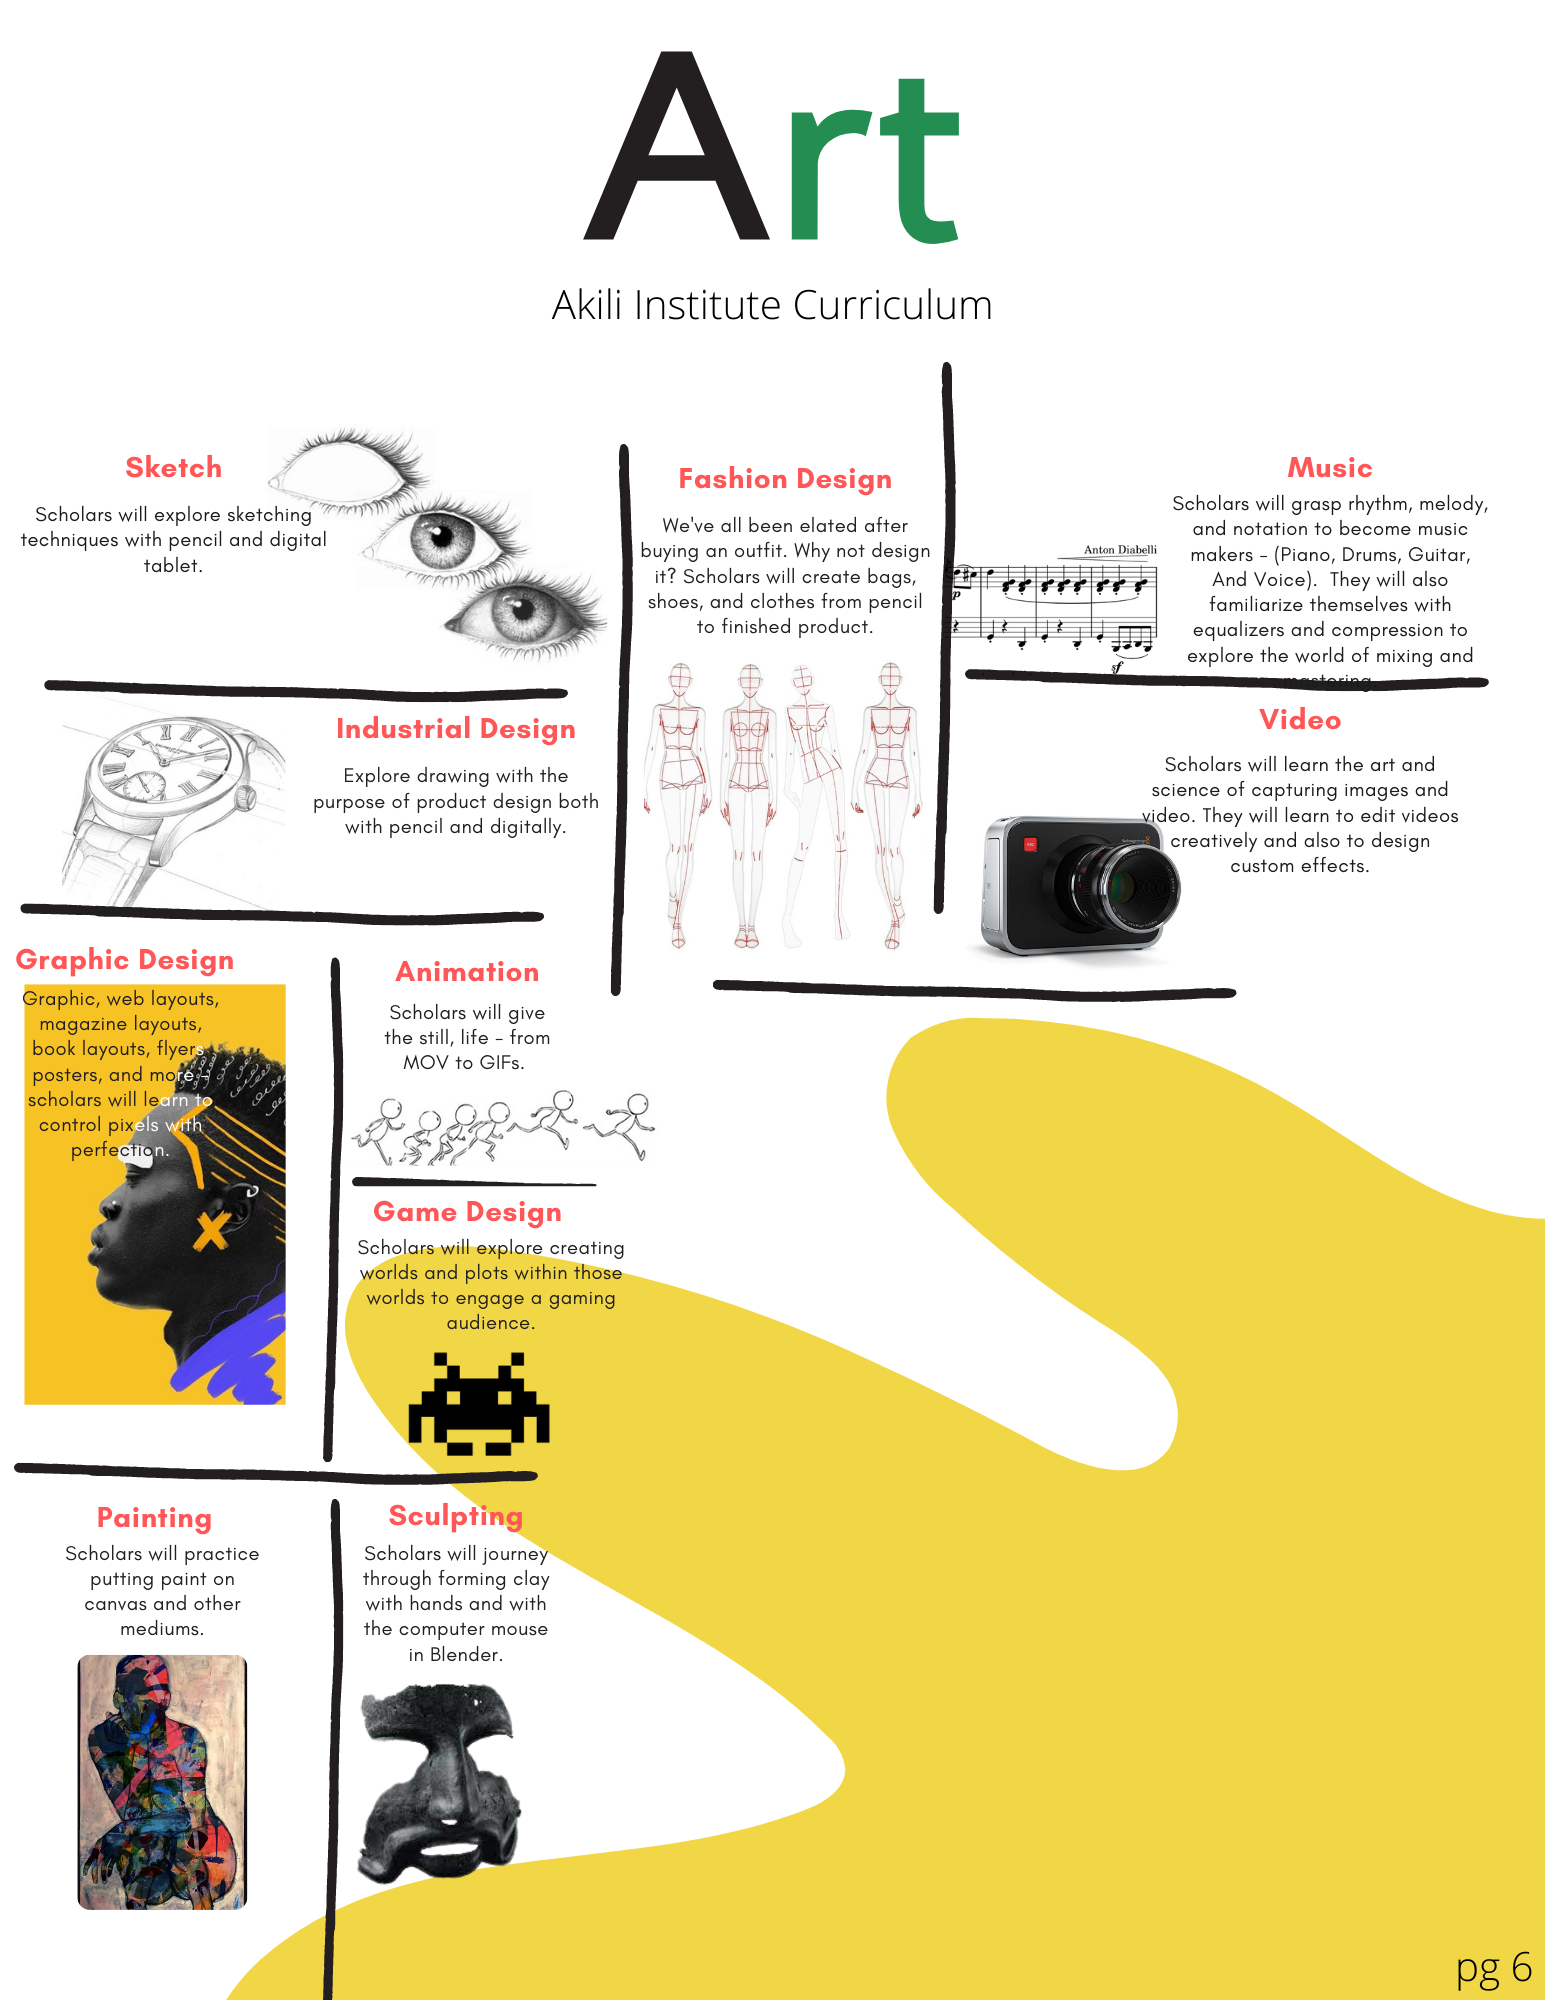 Art
Akili Institute Curriculum
Sketch
Scholars will explore sketching
techniques with pencil and digital
tablet.
Industrial Design
Explore drawing with the
purpose of product design both
with pencil and digitally.
Fashion Design
We've all been elated after
buying an outfit. Why not design
it? Scholars will create bags,
shoes, and clothes from pencil
to finished product.
Music
Scholars will grasp rhythm, melody,
and notation to become music
makers - (Piano, Drums, Guitar,
And Voice).  They will also
familiarize themselves with
equalizers and compression to
explore the world of mixing and
mastering.
Anton Diabelli
p
sf
Video
Scholars will learn the art and
science of capturing images and
video. They will learn to edit videos
creatively and also to design
custom effects.
Graphic Design
Graphic, web layouts,
magazine layouts,
book layouts, flyers
posters, and more -
scholars will learn to
control pixels with
perfection.
Animation
Scholars will give
the still, life - from
MOV to GIFs.
Game Design
Scholars will explore creating
worlds and plots within those
worlds to engage a gaming
audience.
Painting
Scholars will practice
putting paint on
canvas and other
mediums.
Sculpting
Scholars will journey
through forming clay
with hands and with
the computer mouse
in Blender.
pg 6